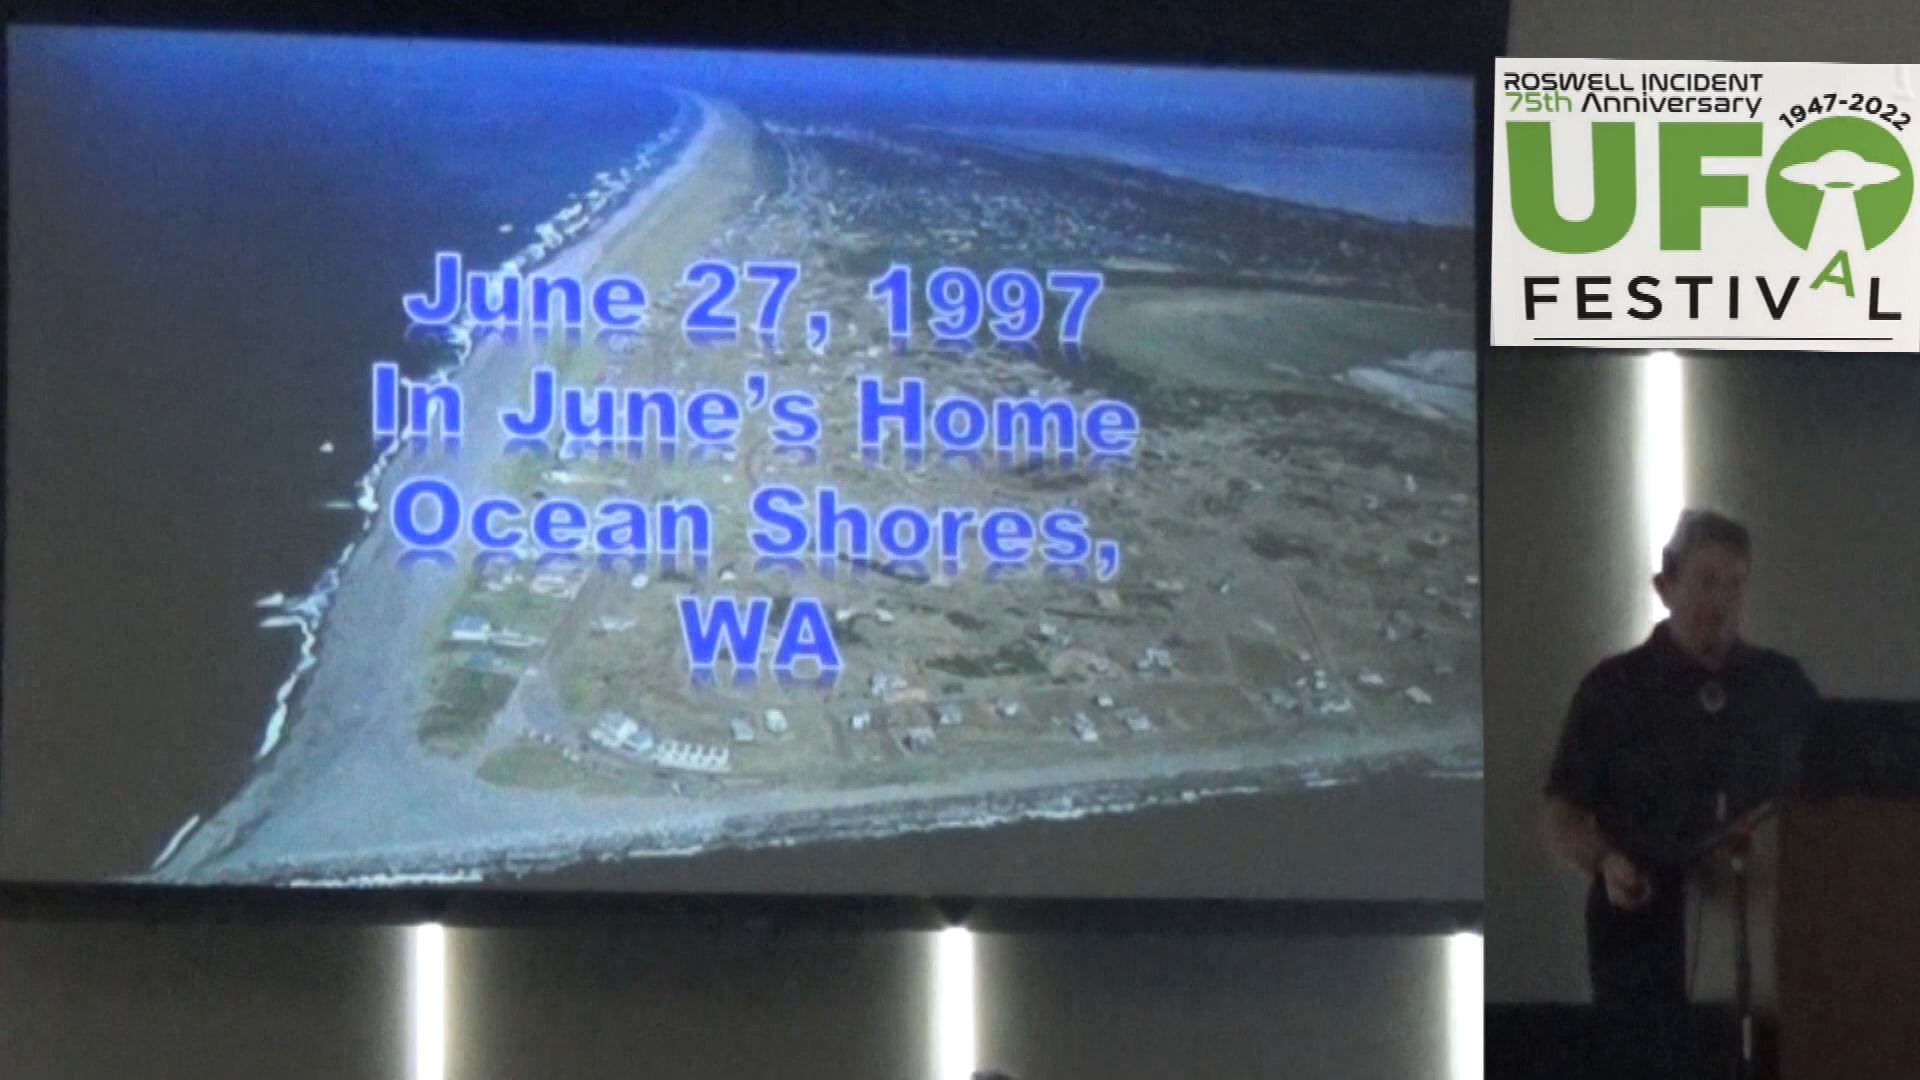 June 27, 1997
In June's Home
Ocean Shores,
WA
ROSWELL INCIDENT
75th Anniversary
1947-2022
UFO
FESTIVAL